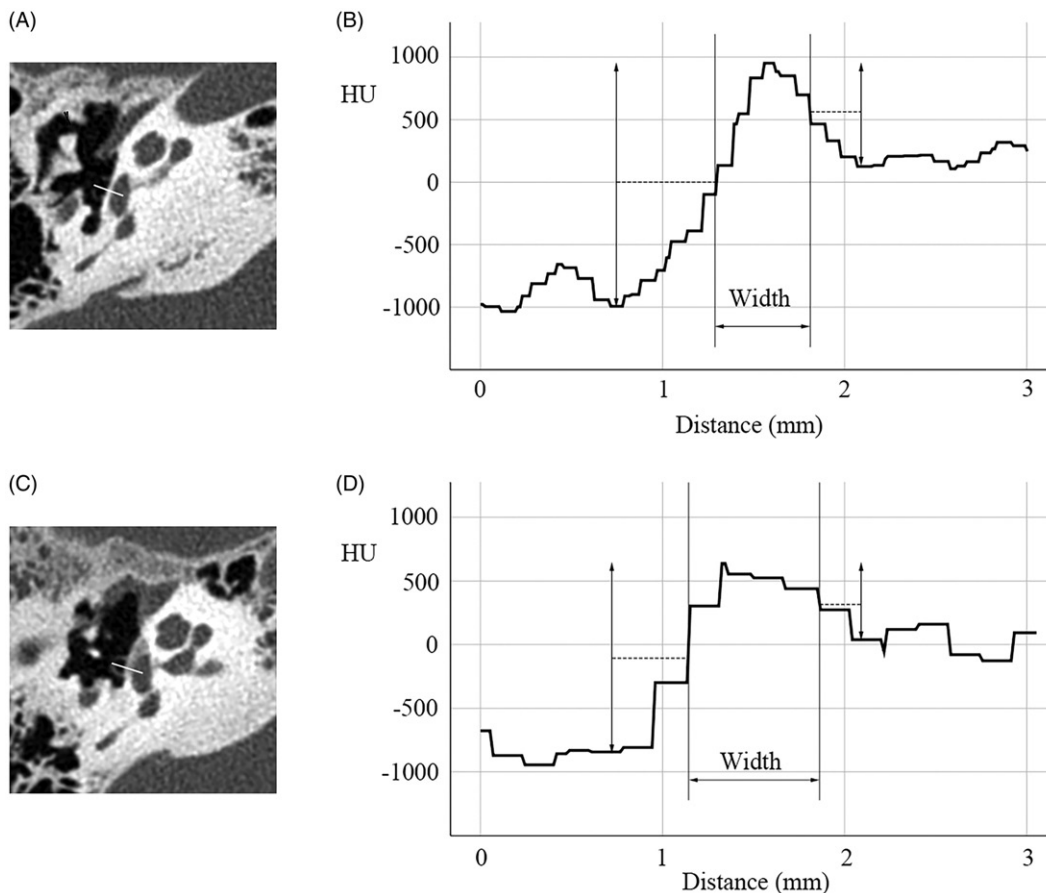 (A)
(B)
HU
1000
500
0
-500
-1000
Width
0 1 2 3
Distance (mm)
(C)
(D)
HU
1000
500
0
-500
-1000
Width
0 1 2 3
Distance (mm)